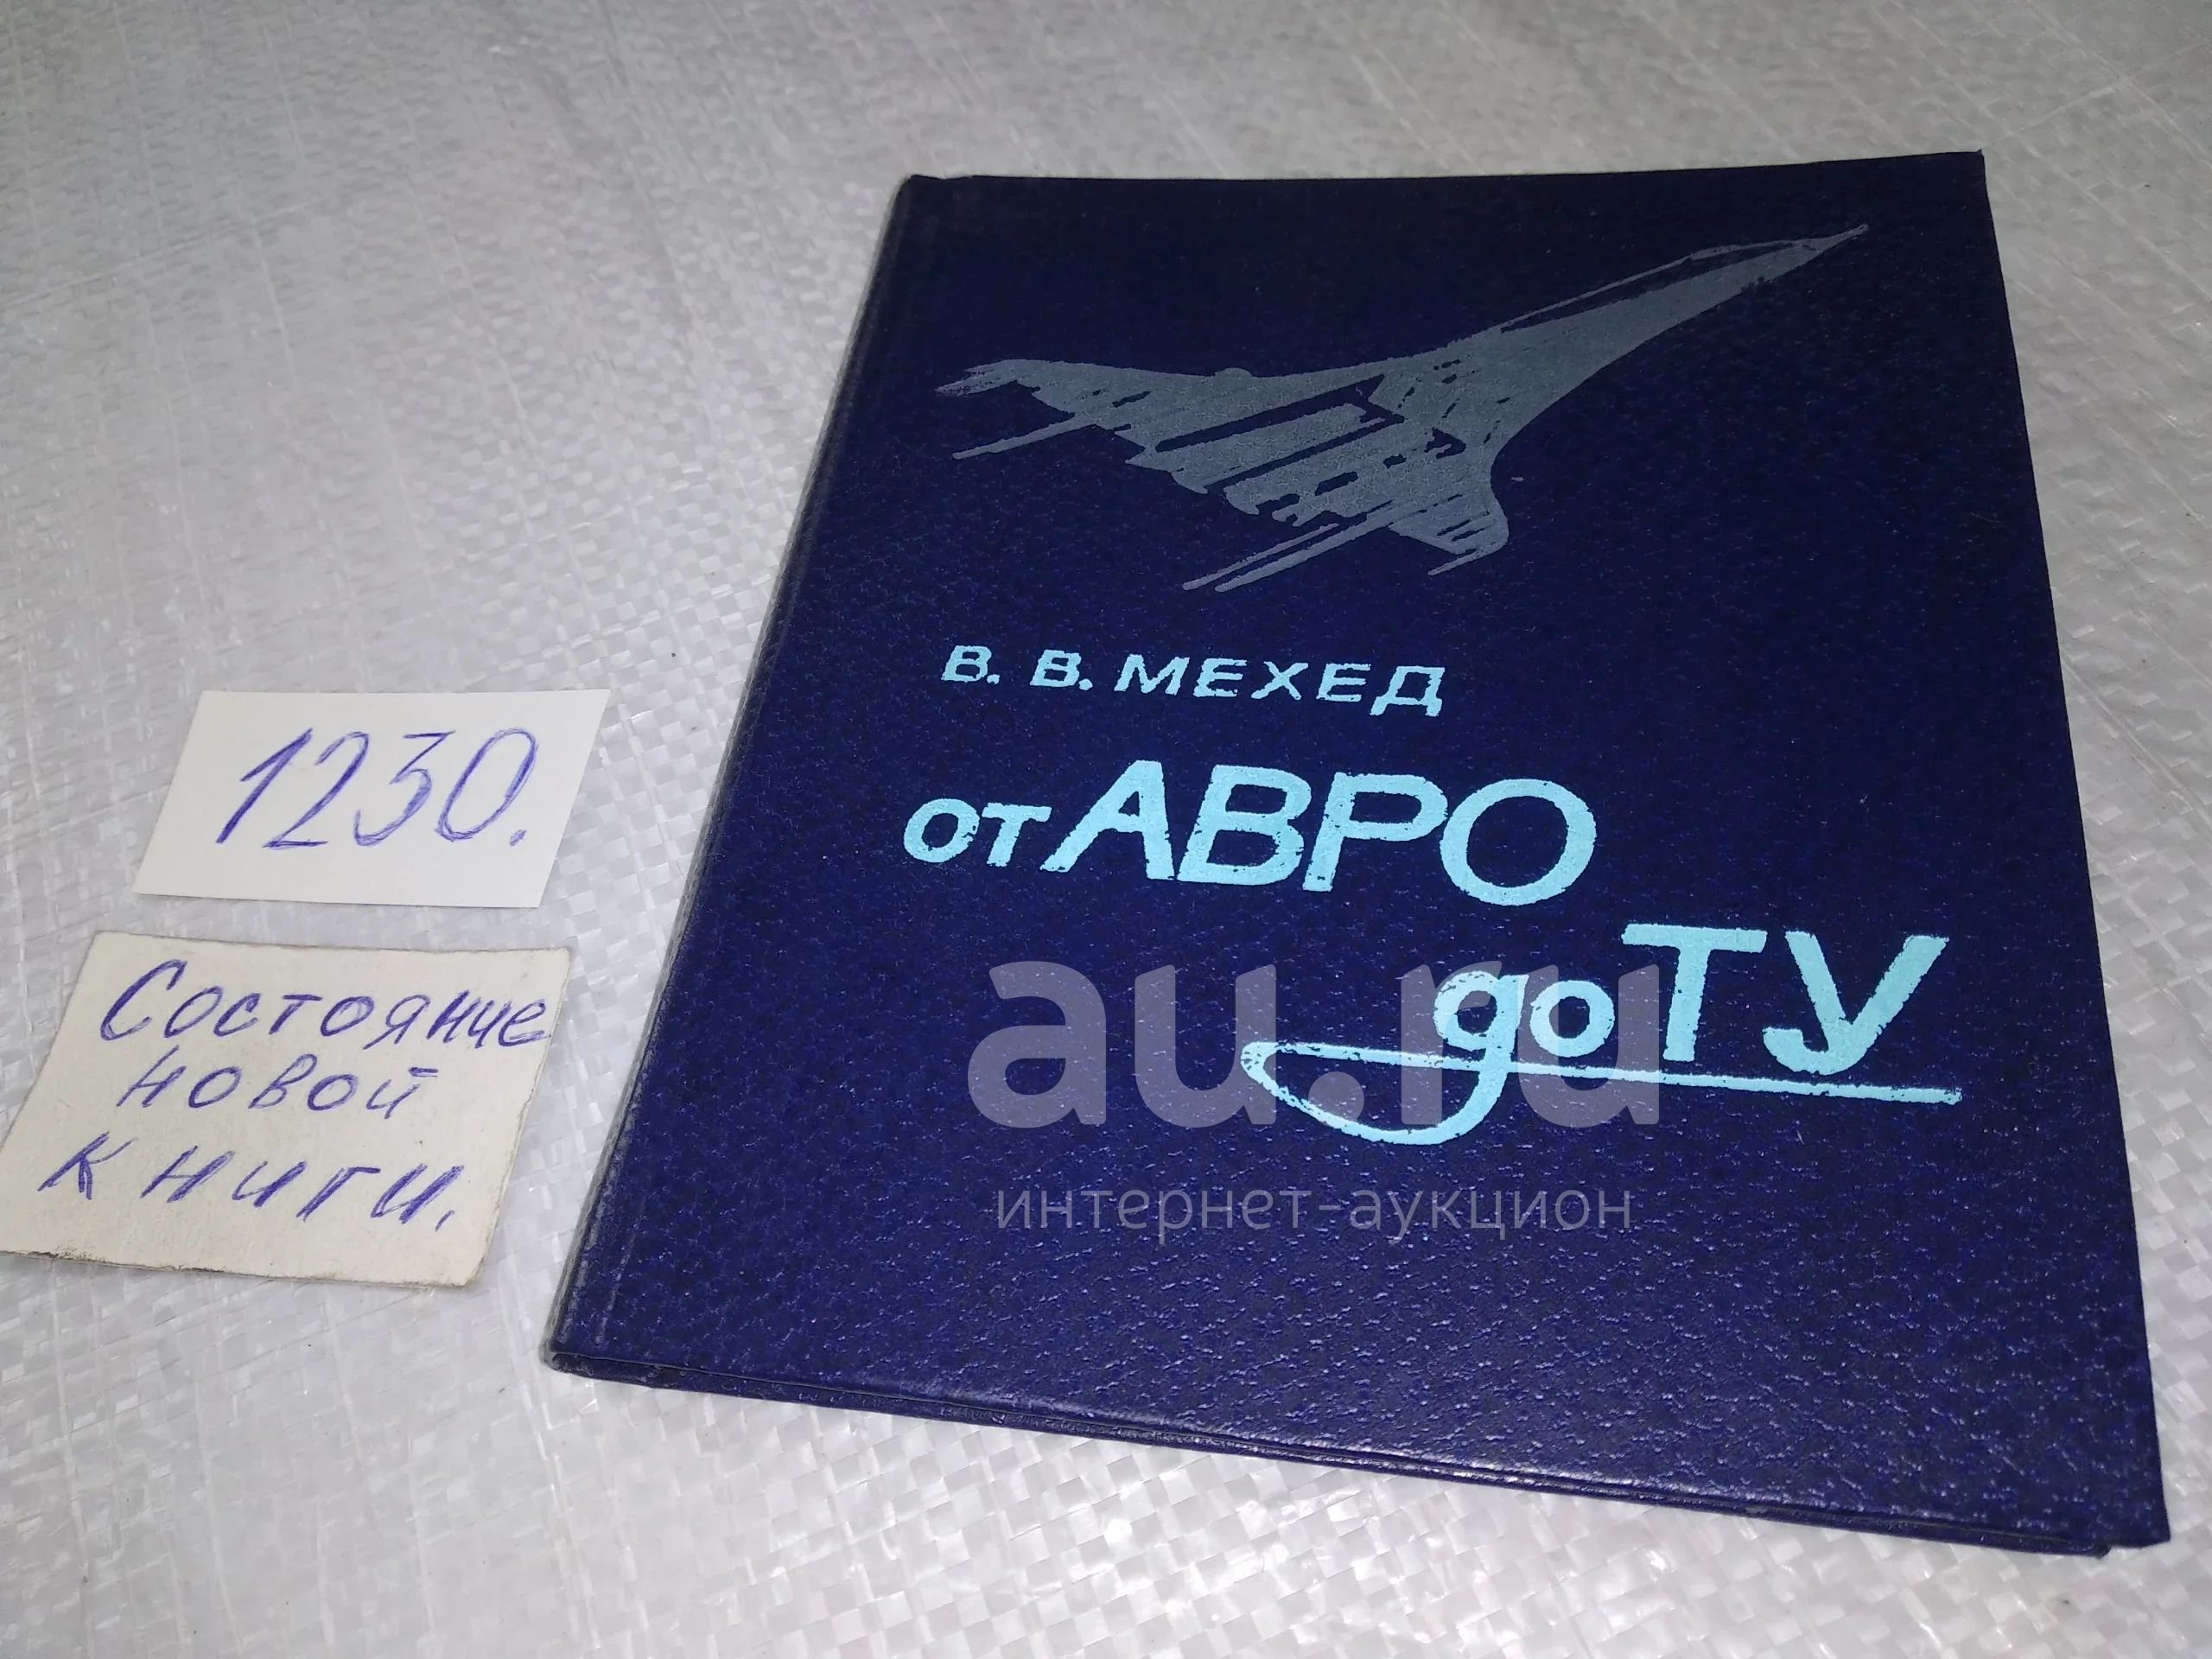 В. В. МЕХЕД
от АВРО
до ТУ
au.ru
интернет-аукцион
1230.
Состояние
новой
книги.